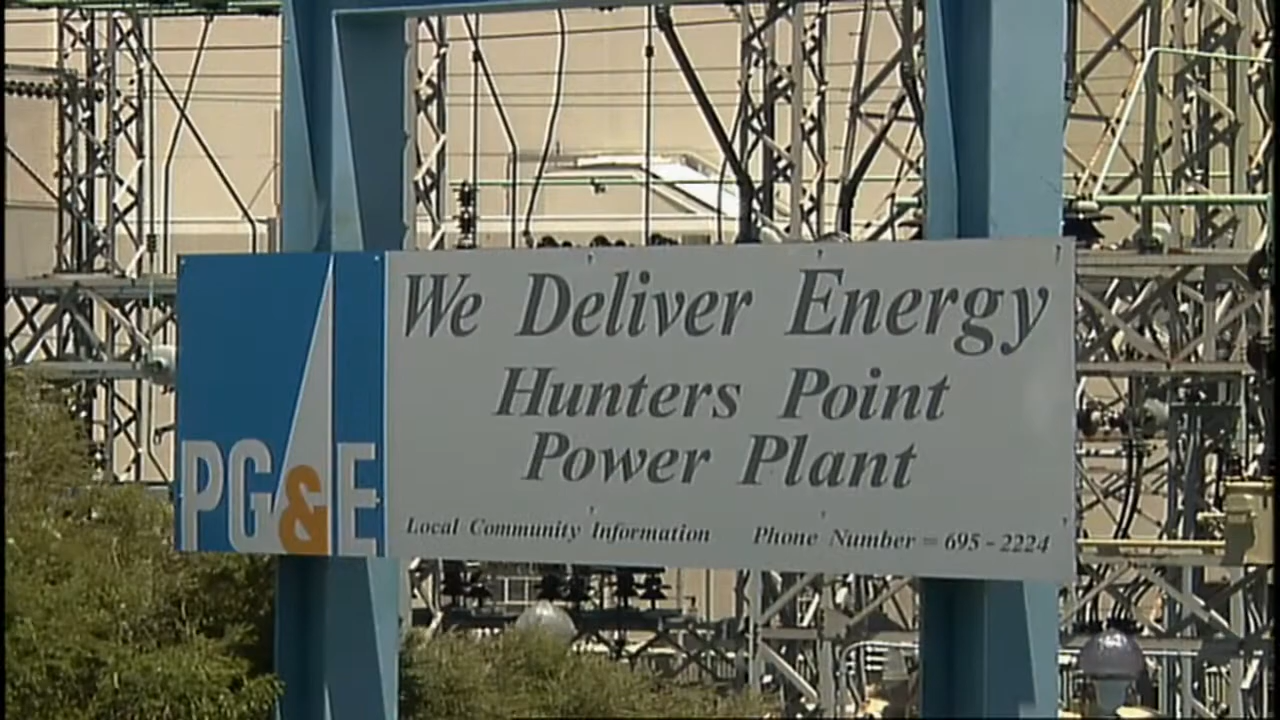 PG&E
We Deliver Energy
Hunters Point
Power Plant
Local Community Information Phone Number = 695-2224